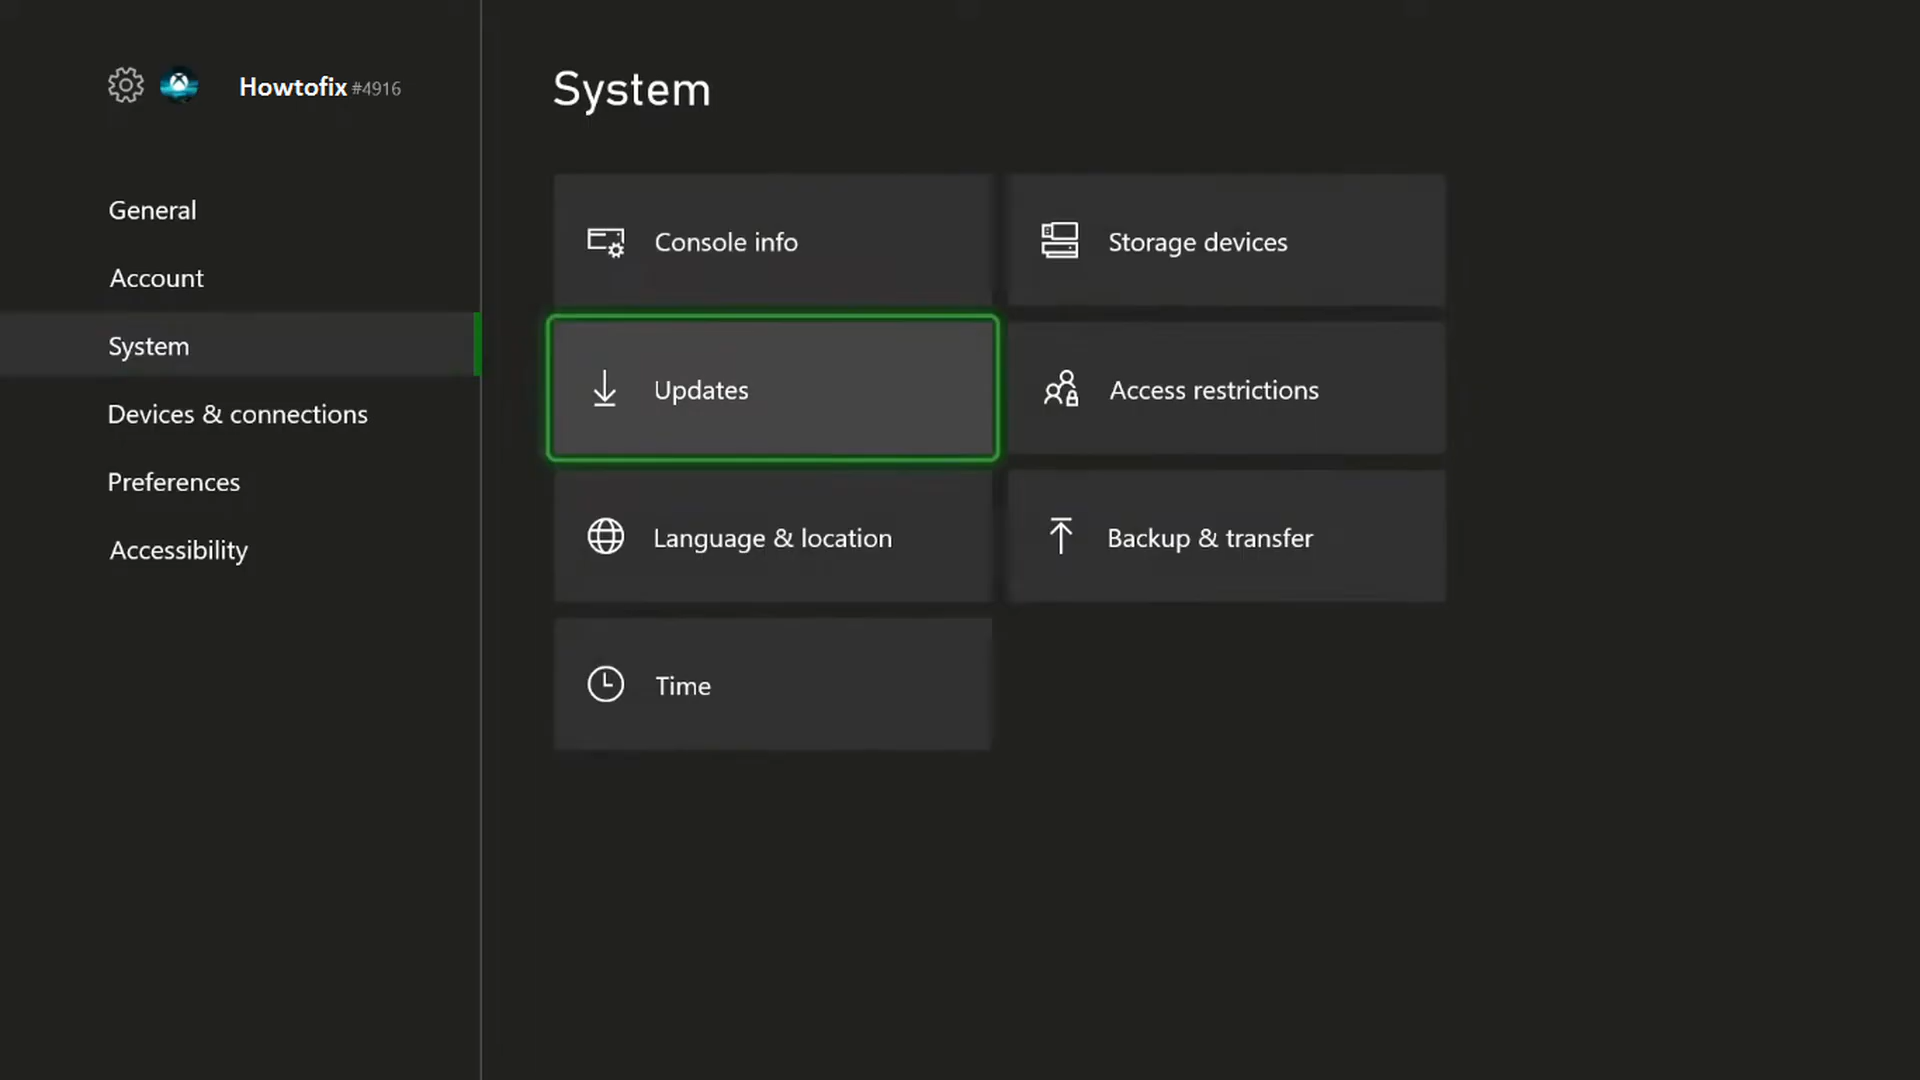 Howtofix #4916
General
Account
System
Devices & connections
Preferences
Accessibility
System
Console info
Storage devices
Updates
Access restrictions
Language & location
Backup & transfer
Time